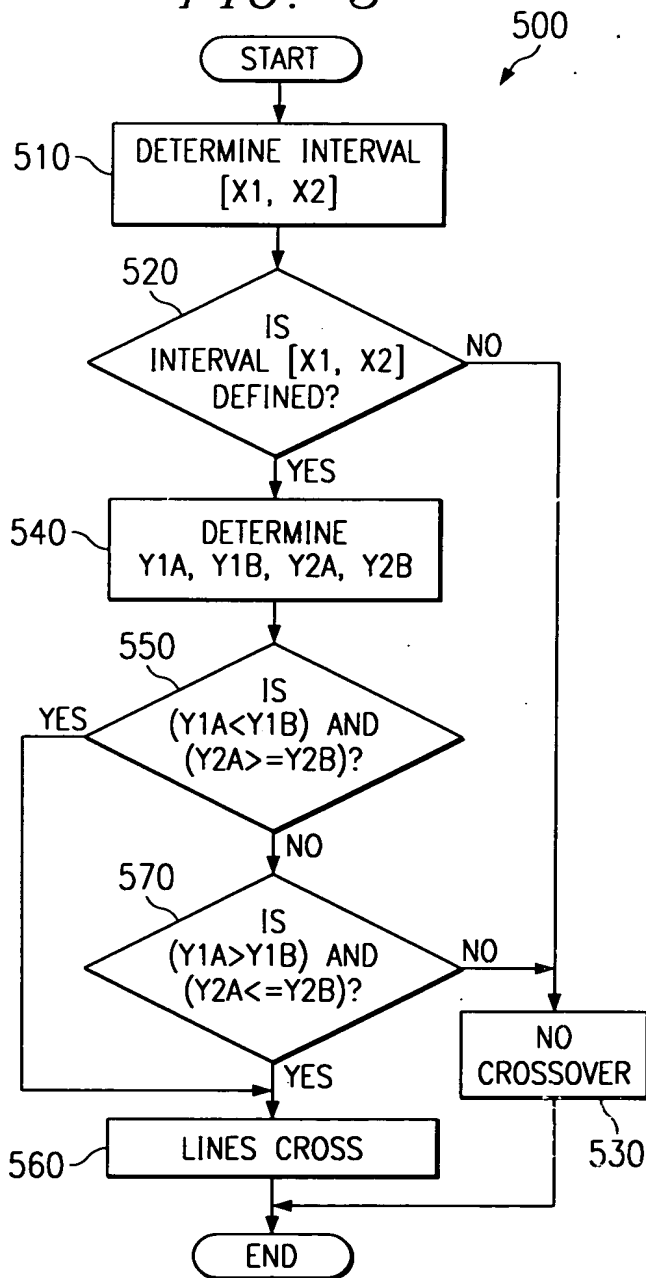 500
START
510
DETERMINE INTERVAL
[X1, X2]
520
IS
INTERVAL [X1, X2]
DEFINED?
NO
YES
540
DETERMINE
Y1A, Y1B, Y2A, Y2B
550
IS
(Y1A<Y1B) AND
(Y2A>=Y2B)?
YES
NO
570
IS
(Y1A>Y1B) AND
(Y2A<=Y2B)?
NO
YES
NO
CROSSOVER
530
560
LINES CROSS
END